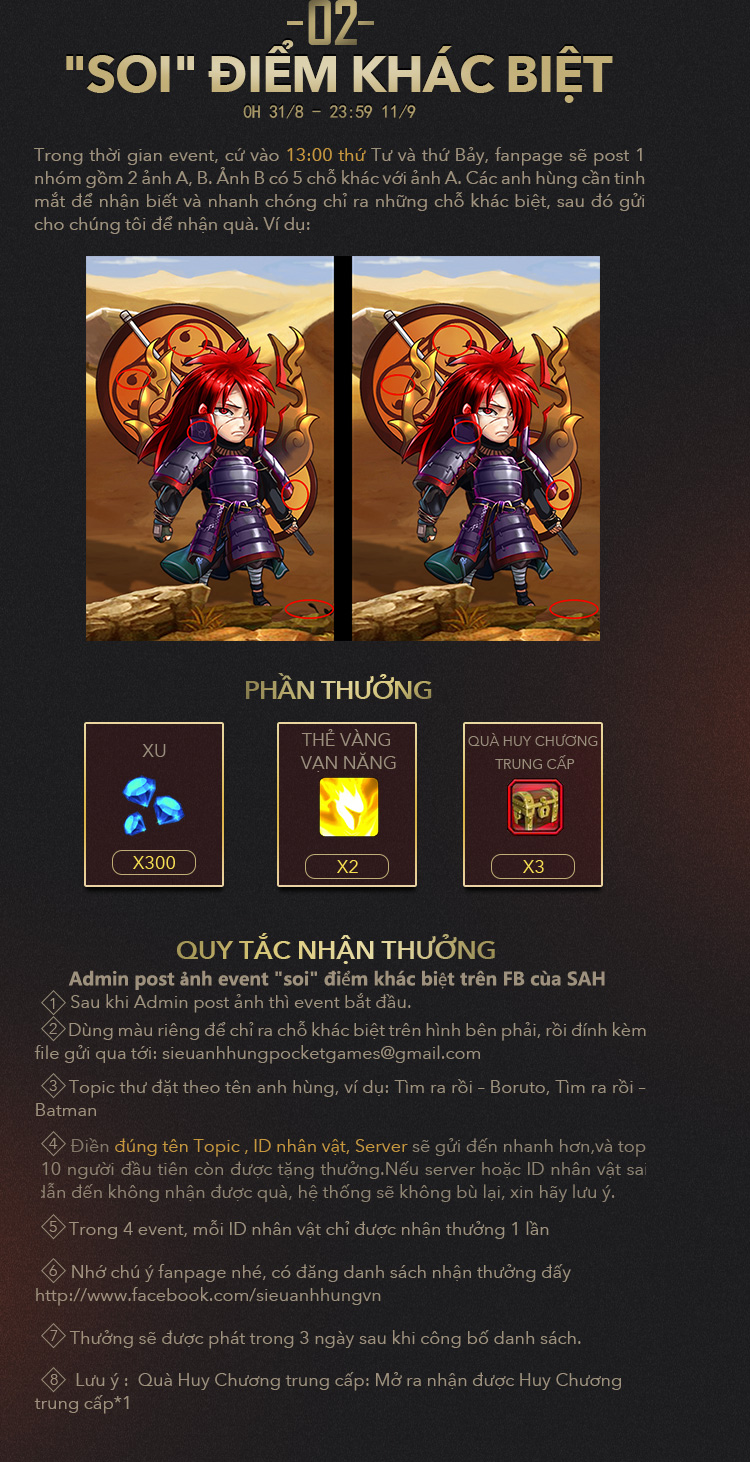 -02-
"SOI" ĐIỂM KHÁC BIỆT
0H 31/8 - 23:59 11/9
Trong thời gian event, cứ vào 13:00 thứ Tư và thứ Bảy, fanpage sẽ post 1
nhóm gồm 2 ảnh A, B. Ảnh B có 5 chỗ khác với ảnh A. Các anh hùng cần tinh
mắt để nhận biết và nhanh chóng chỉ ra những chỗ khác biệt, sau đó gửi
cho chúng tôi để nhận quà. Ví dụ:
PHẦN THƯỞNG
XU
X300
THẺ VÀNG
VẠN NĂNG
X2
QUÀ HUY CHƯƠNG
TRUNG CẤP
X3
QUY TẮC NHẬN THƯỞNG
Admin post ảnh event "soi" điểm khác biệt trên FB cùa SAH
1 Sau khi Admin post ảnh thì event bắt đầu.
2 Dùng màu riêng để chỉ ra chỗ khác biệt trên hình bên phải, rồi đính kèm
file gửi qua tới: sieuanhhungpocketgames@gmail.com
3 Topic thư đặt theo tên anh hùng, ví dụ: Tìm ra rồi – Boruto, Tìm ra rồi –
Batman
4 Điền đúng tên Topic , ID nhân vật, Server sẽ gửi đến nhanh hơn,và top
10 người đầu tiên còn được tặng thưởng.Nếu server hoặc ID nhân vật sai
dẫn đến không nhận được quà, hệ thống sẽ không bù lại, xin hãy lưu ý.
5 Trong 4 event, mỗi ID nhân vật chỉ được nhận thưởng 1 lần
6 Nhớ chú ý fanpage nhé, có đăng danh sách nhận thưởng đấy
http://www.facebook.com/sieuanhhungvn
7 Thưởng sẽ được phát trong 3 ngày sau khi công bố danh sách.
8 Lưu ý : Quà Huy Chương trung cấp: Mở ra nhận được Huy Chương
trung cấp*1